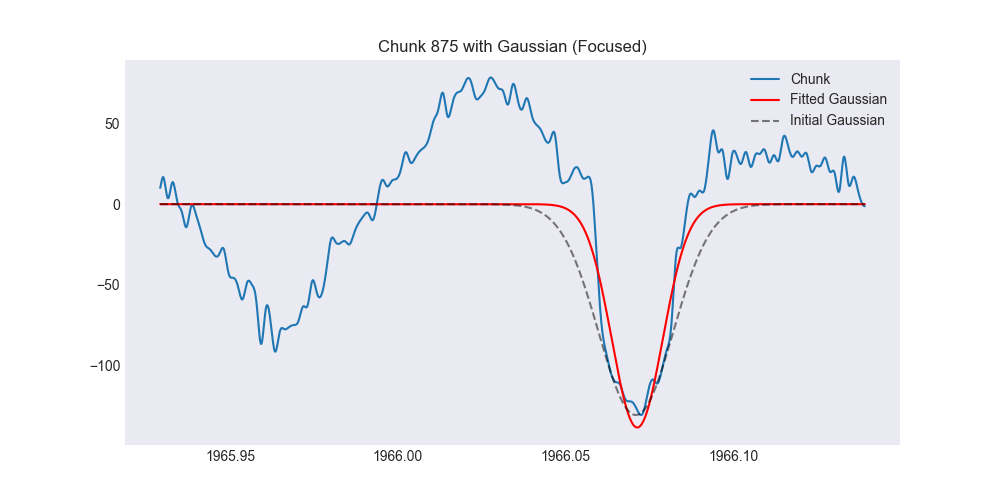 Chunk 875 with Gaussian (Focused)
Chunk
Fitted Gaussian
Initial Gaussian
50
0
−50
−100
1965.95 1966.00 1966.05 1966.10